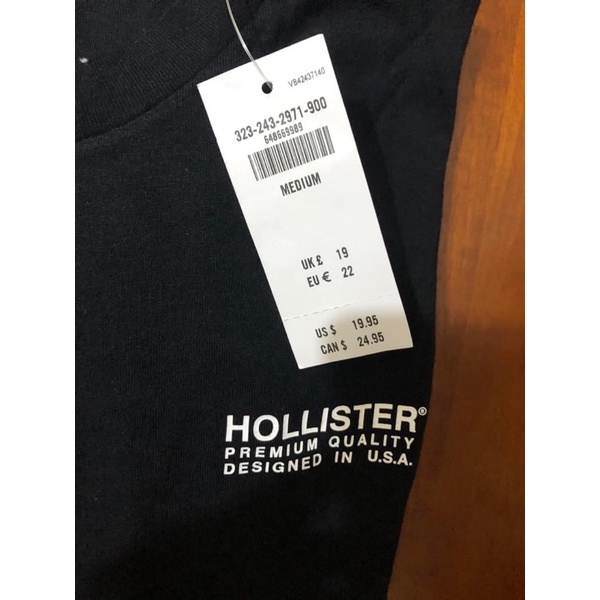 VB42437140
323-243-2971-900
648669989
MEDIUM
UK £ 19
EU € 22
US $ 19.95
CAN $ 24.95
HOLLISTER®
PREMIUM QUALITY
DESIGNED IN U.S.A.